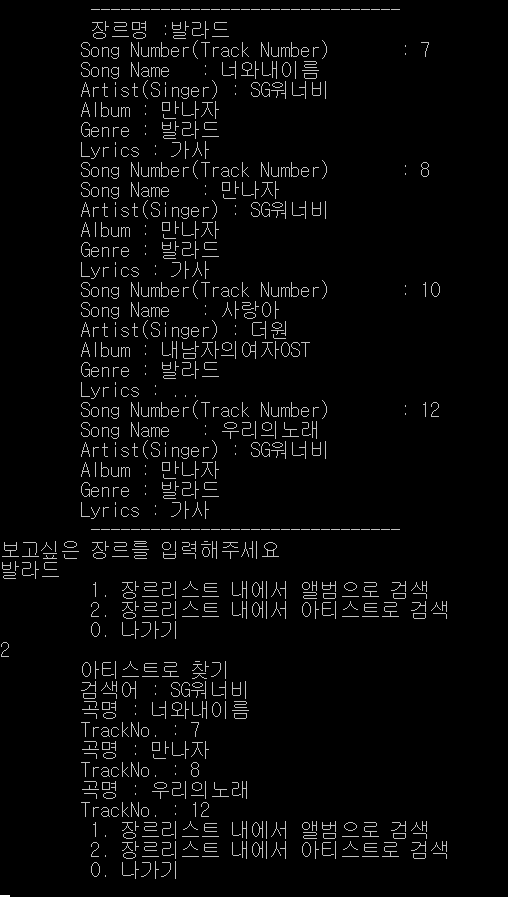 --------------------------------
장르명 :발라드
Song Number(Track Number) : 7
Song Name : 너와내이름
Artist(Singer) : SG워너비
Album : 만나자
Genre : 발라드
Lyrics : 가사
Song Number(Track Number) : 8
Song Name : 만나자
Artist(Singer) : SG워너비
Album : 만나자
Genre : 발라드
Lyrics : 가사
Song Number(Track Number) : 10
Song Name : 사랑아
Artist(Singer) : 더원
Album : 내남자의여자OST
Genre : 발라드
Lyrics : ...
Song Number(Track Number) : 12
Song Name : 우리의노래
Artist(Singer) : SG워너비
Album : 만나자
Genre : 발라드
Lyrics : 가사
--------------------------------
보고싶은 장르를 입력해주세요
발라드
1. 장르리스트 내에서 앨범으로 검색
2. 장르리스트 내에서 아티스트로 검색
0. 나가기
2
아티스트로 찾기
검색어 : SG워너비
곡명 : 너와내이름
TrackNo. : 7
곡명 : 만나자
TrackNo. : 8
곡명 : 우리의노래
TrackNo. : 12
1. 장르리스트 내에서 앨범으로 검색
2. 장르리스트 내에서 아티스트로 검색
0. 나가기